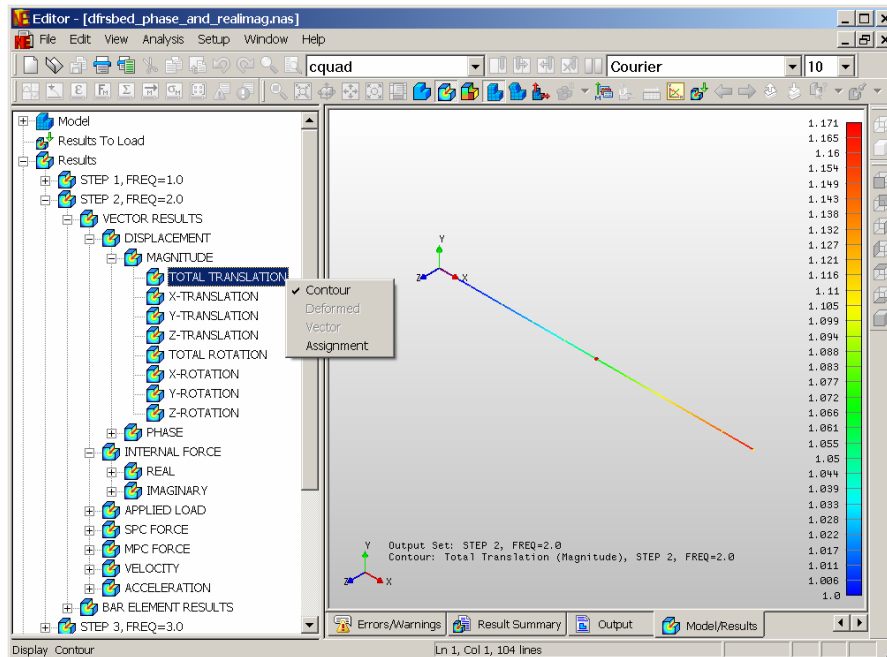 Editor - [dfrsbed_phase_and_realimag.nas]
File Edit View Analysis Setup Window Help
cquad Courier 10
Model
Results To Load
Results
STEP 1, FREQ=1.0
STEP 2, FREQ=2.0
VECTOR RESULTS
DISPLACEMENT
MAGNITUDE
TOTAL TRANSLATION
X-TRANSLATION
Y-TRANSLATION
Z-TRANSLATION
TOTAL ROTATION
X-ROTATION
Y-ROTATION
Z-ROTATION
PHASE
INTERNAL FORCE
REAL
IMAGINARY
APPLIED LOAD
SPC FORCE
MPC FORCE
VELOCITY
ACCELERATION
BAR ELEMENT RESULTS
STEP 3, FREQ=3.0
Contour
Deformed
Vector
Assignment
Y
Z X
1.171
1.165
1.16
1.154
1.149
1.143
1.138
1.132
1.127
1.121
1.116
1.11
1.105
1.099
1.094
1.088
1.083
1.077
1.072
1.066
1.061
1.055
1.05
1.044
1.039
1.033
1.028
1.022
1.017
1.011
1.006
1.0
Y
Z X
Output Set: STEP 2, FREQ=2.0
Contour: Total Translation (Magnitude), STEP 2, FREQ=2.0
Errors/Warnings Result Summary Output Model/Results
Display Contour Ln 1, Col 1, 104 lines